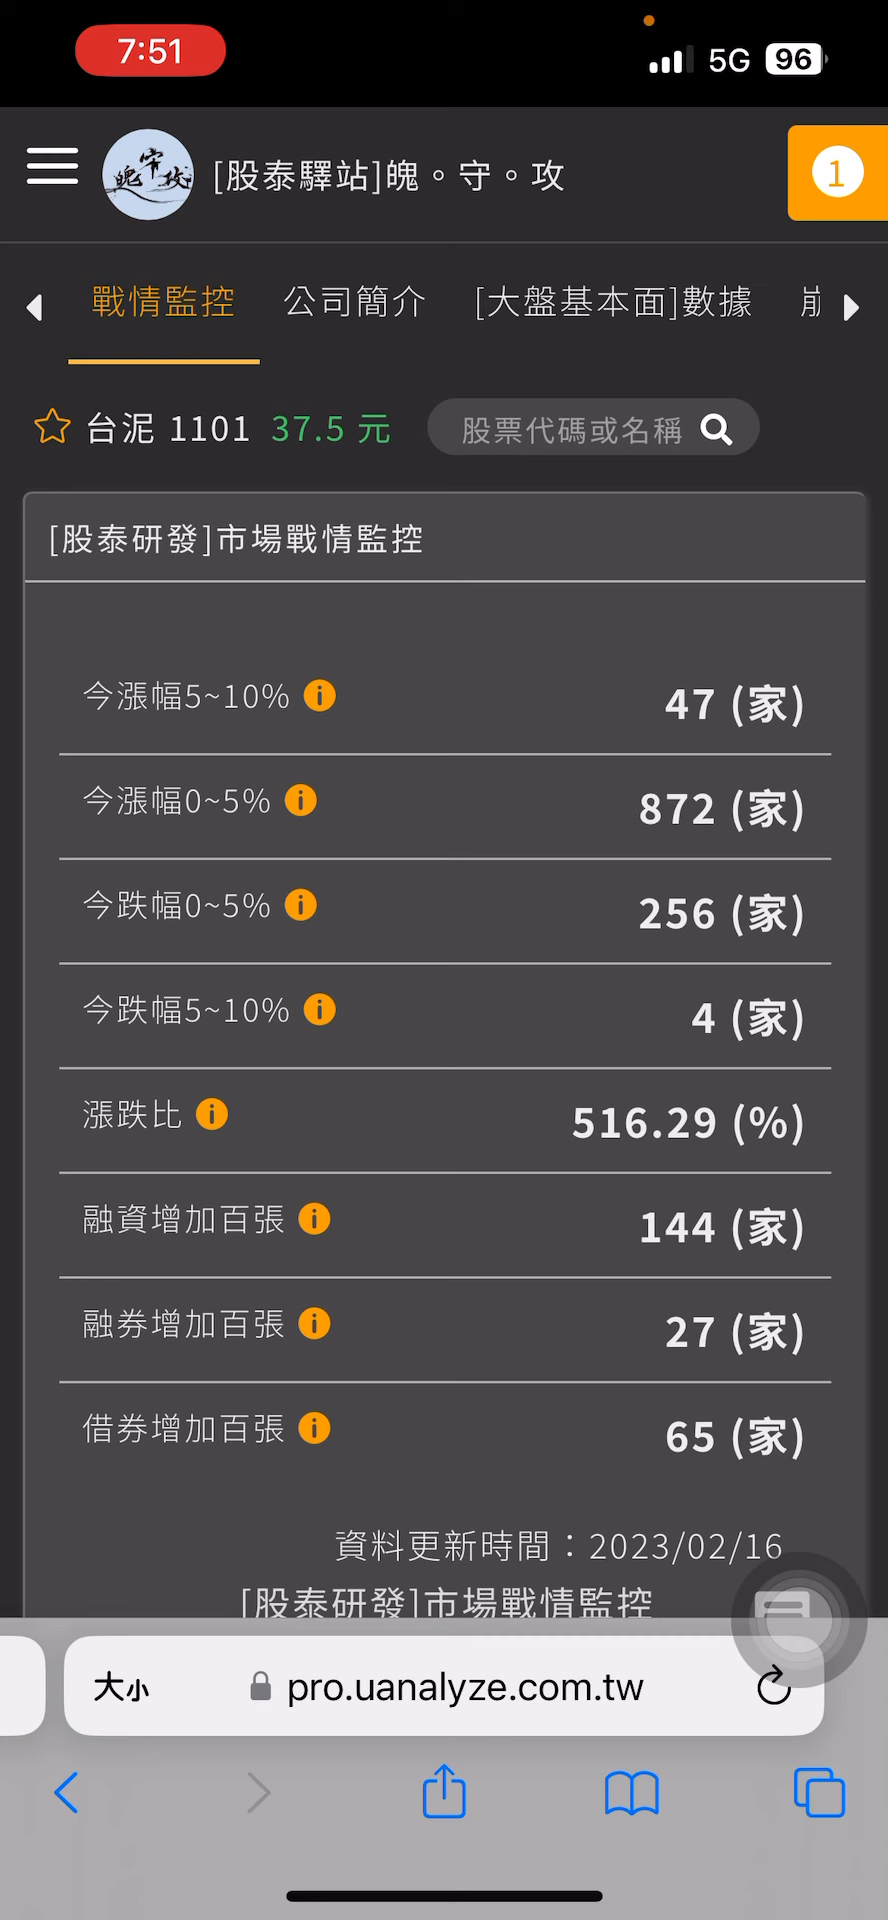 7:51
5G 96
魄守攻
[股泰驛站]魄。守。攻
1
戰情監控 公司簡介 [大盤基本面]數據
台泥 1101 37.5 元 股票代碼或名稱
[股泰研發]市場戰情監控
今漲幅5~10% 47 (家)
今漲幅0~5% 872 (家)
今跌幅0~5% 256 (家)
今跌幅5~10% 4 (家)
漲跌比 516.29 (%)
融資增加百張 144 (家)
融券增加百張 27 (家)
借券增加百張 65 (家)
資料更新時間：2023/02/16
[股泰研發]市場戰情監控
大小 pro.uanalyze.com.tw